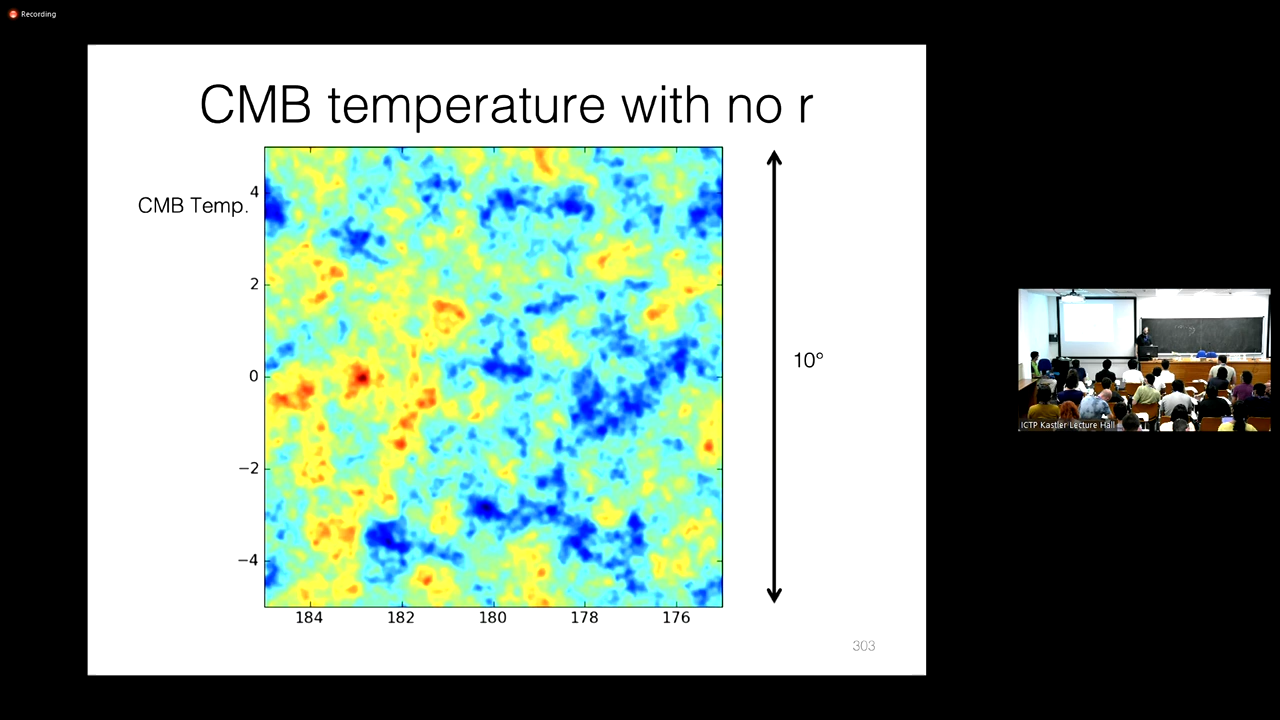 Recording
CMB temperature with no r
CMB Temp.
4
2
0
−2
−4
184 182 180 178 176
10°
303
ICTP Kastler Lecture Hall